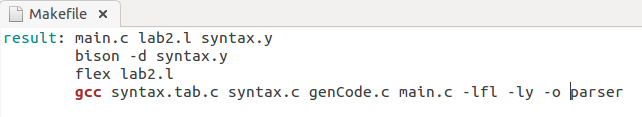 Makefile ×
result: main.c lab2.l syntax.y
bison -d syntax.y
flex lab2.l
gcc syntax.tab.c syntax.c genCode.c main.c -lfl -ly -o parser